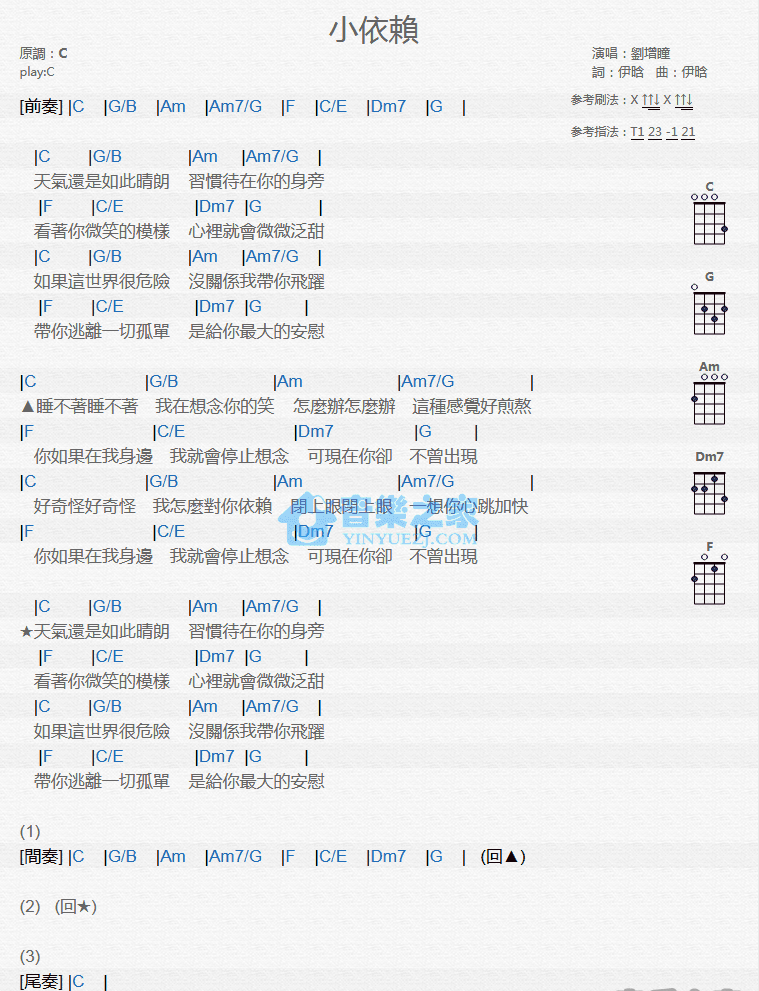 小依賴
原調：C
play:C
演唱：劉增瞳
詞：伊晗 曲：伊晗
参考刷法：X ↑↑↓ X ↑↑↓
参考指法：T1 23 -1 21
[前奏] |C |G/B |Am |Am7/G |F |C/E |Dm7 |G |
|C |G/B |Am |Am7/G |
天氣還是如此晴朗 習慣待在你的身旁
|F |C/E |Dm7 |G |
看著你微笑的模樣 心裡就會微微泛甜
|C |G/B |Am |Am7/G |
如果這世界很危險 沒關係我帶你飛躍
|F |C/E |Dm7 |G |
帶你逃離一切孤單 是給你最大的安慰
|C |G/B |Am |Am7/G |
▲睡不著睡不著 我在想念你的笑 怎麼辦怎麼辦 這種感覺好煎熬
|F |C/E |Dm7 |G |
你如果在我身邊 我就會停止想念 可現在你卻 不曾出現
|C |G/B |Am |Am7/G |
好奇怪好奇怪 我怎麼對你依賴 閉上眼閉上眼 一想你心跳加快
|F |C/E |Dm7 |G |
你如果在我身邊 我就會停止想念 可現在你卻 不曾出現
|C |G/B |Am |Am7/G |
★天氣還是如此晴朗 習慣待在你的身旁
|F |C/E |Dm7 |G |
看著你微笑的模樣 心裡就會微微泛甜
|C |G/B |Am |Am7/G |
如果這世界很危險 沒關係我帶你飛躍
|F |C/E |Dm7 |G |
帶你逃離一切孤單 是給你最大的安慰
(1)
[間奏] |C |G/B |Am |Am7/G |F |C/E |Dm7 |G | (回▲)
(2) (回★)
(3)
[尾奏] |C |
C
G
Am
Dm7
F
音樂之家
YINYUEZJ.COM